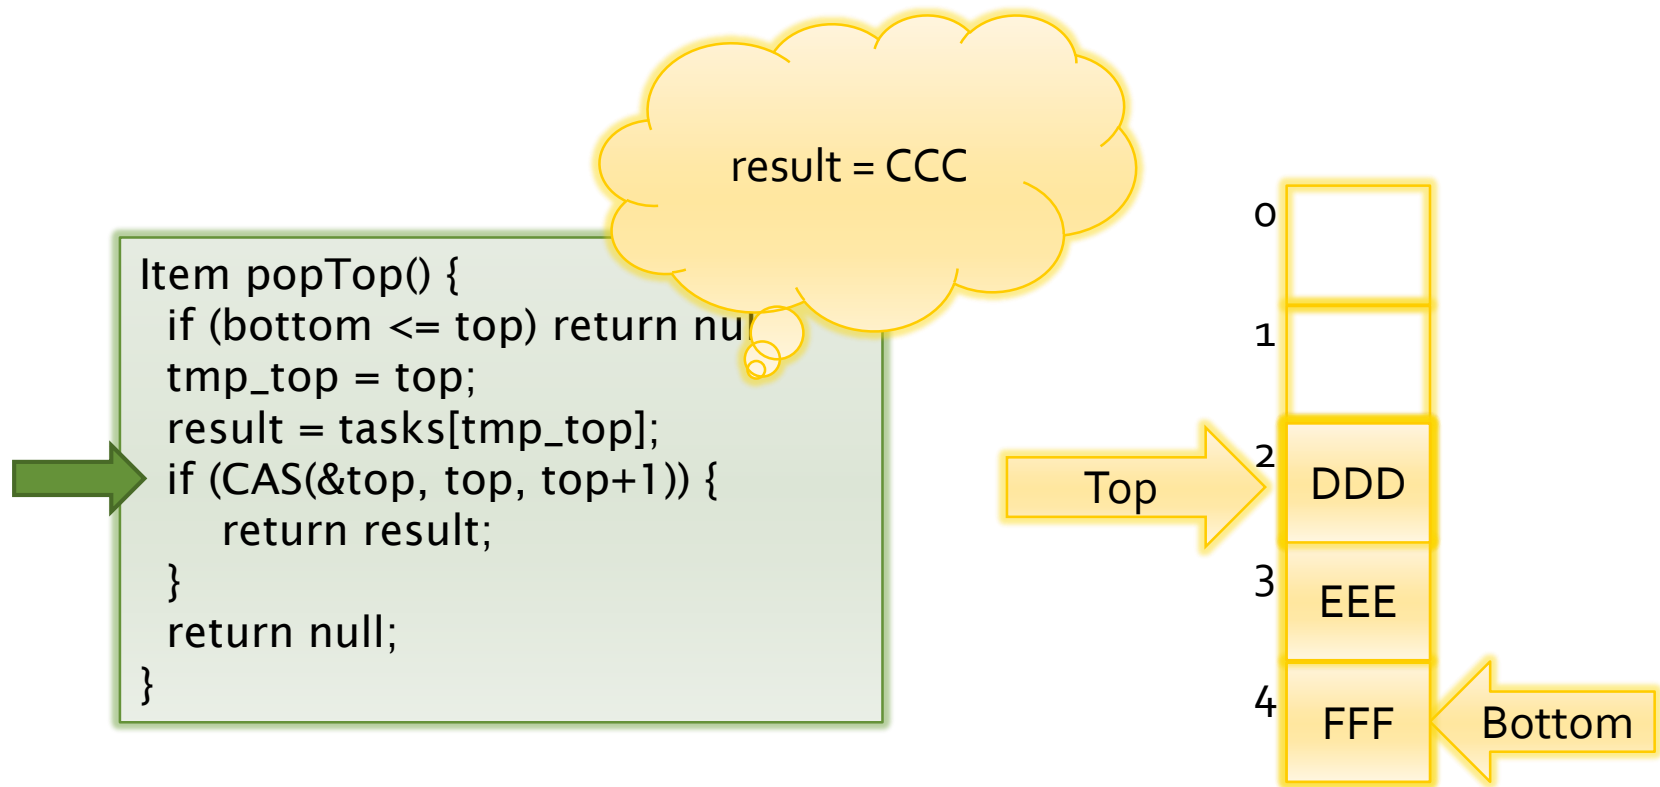 result = CCC
Item popTop() {
if (bottom <= top) return nul
tmp_top = top;
result = tasks[tmp_top];
if (CAS(&top, top, top+1)) {
return result;
}
return null;
}
0
1
2
DDD
Top
3
EEE
4
FFF
Bottom